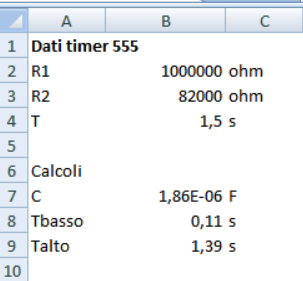 A B C
1 Dati timer 555
2 R1 1000000 ohm
3 R2 82000 ohm
4 T 1,5 s
5
6 Calcoli
7 C 1,86E-06 F
8 Tbasso 0,11 s
9 Talto 1,39 s
10